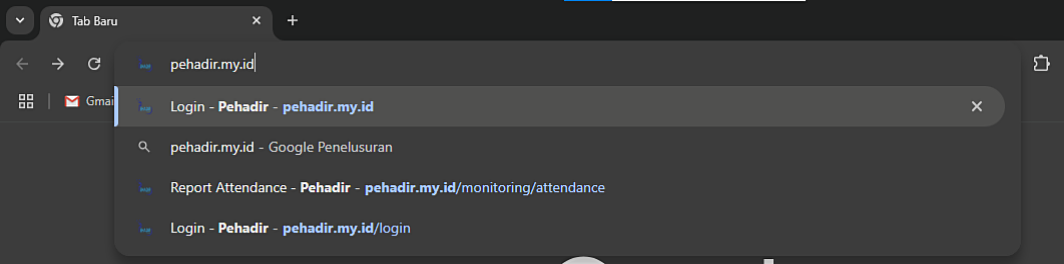 Tab Baru
pehadir.my.id
Gmai
Login - Pehadir - pehadir.my.id
pehadir.my.id - Google Penelusuran
Report Attendance - Pehadir - pehadir.my.id/monitoring/attendance
Login - Pehadir - pehadir.my.id/login